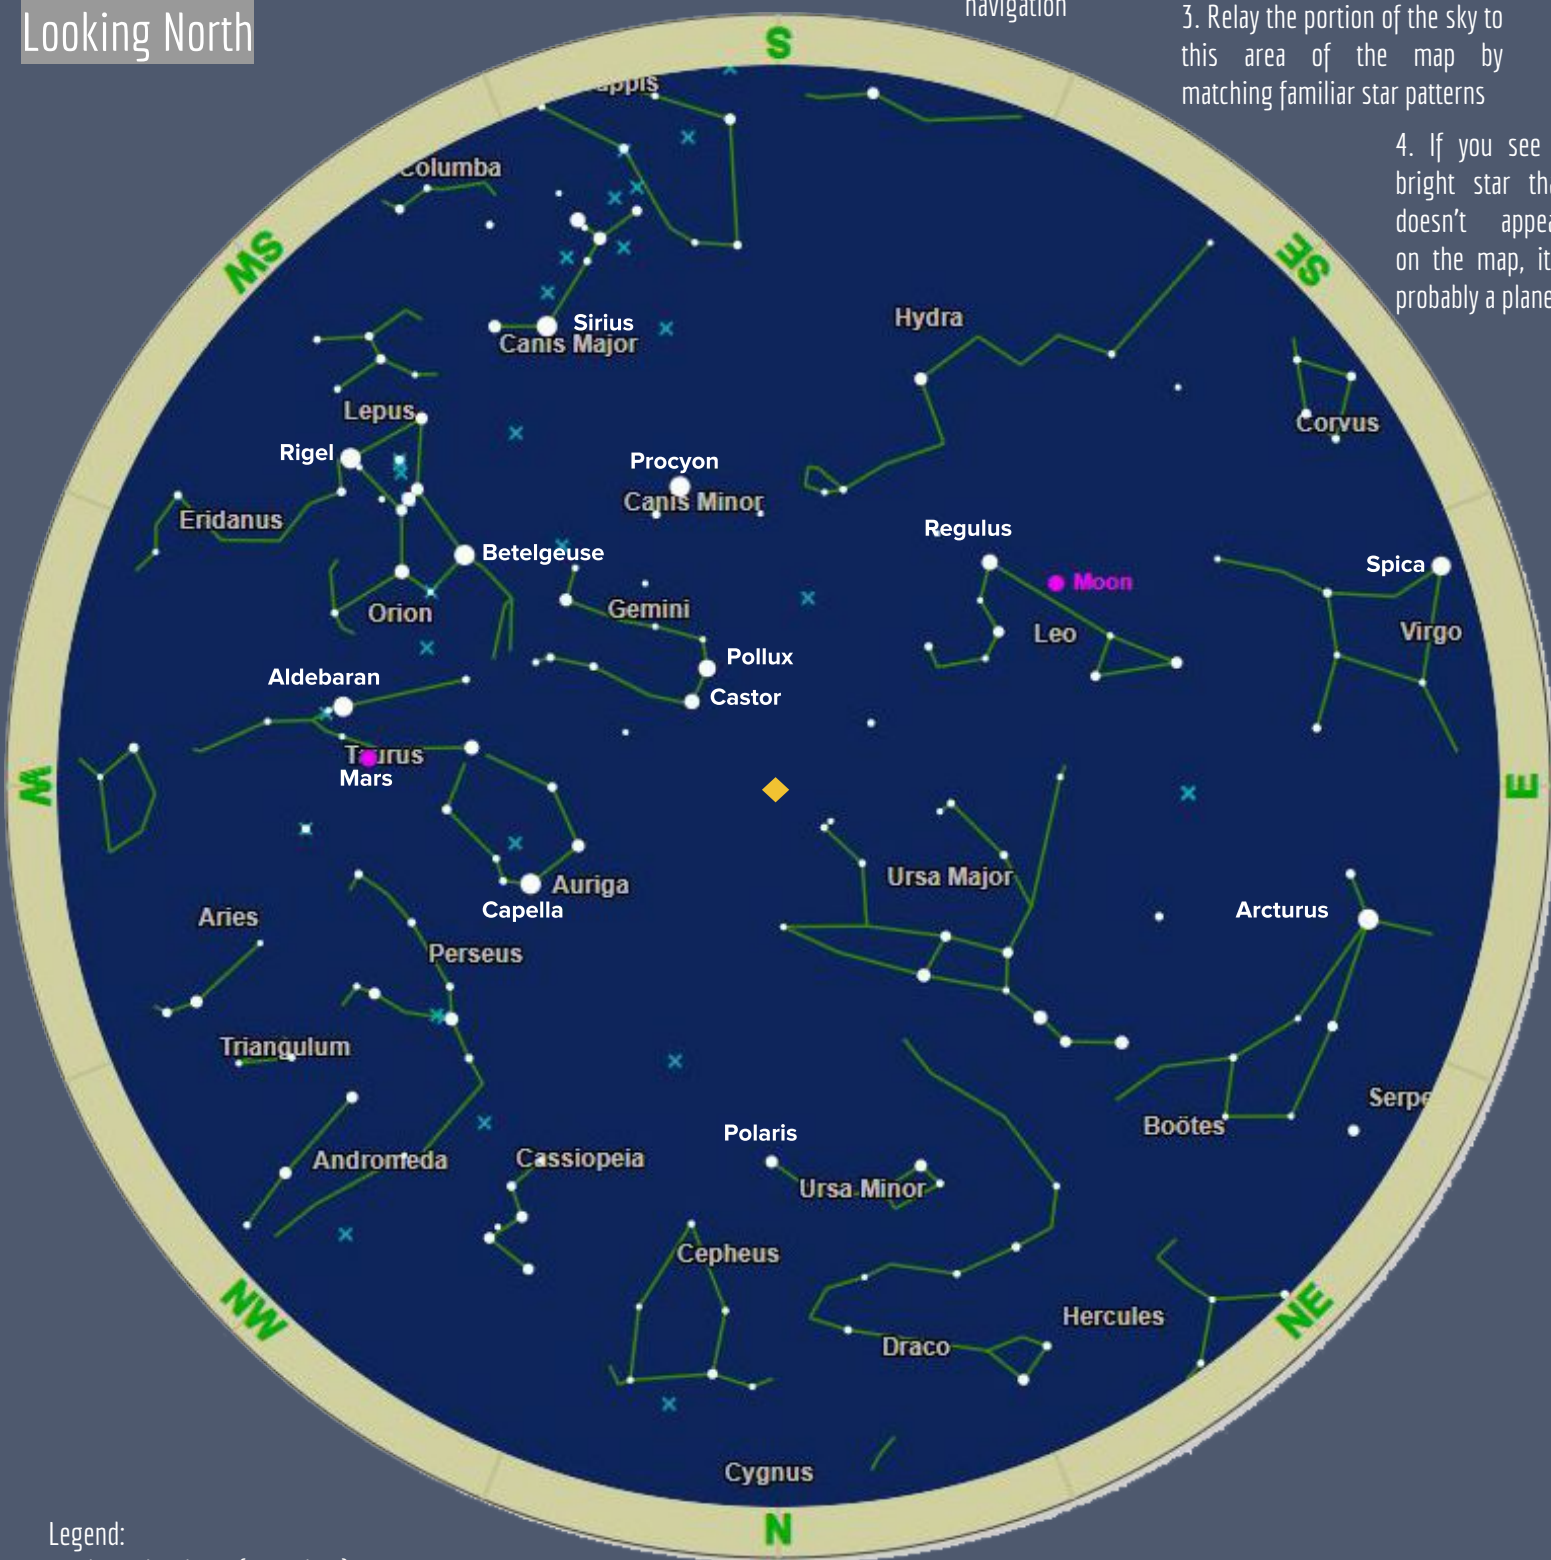 Looking North
navigation
3. Relay the portion of the sky to
this area of the map by
matching familiar star patterns
4. If you see
bright star
doesn't
on the map,
probably a
S
SW
SE
W
E
NW
NE
N
Sirius
Canis Major
Hydra
Lepus
Corvus
Rigel
Procyon
Canis Minor
Eridanus
Regulus
Betelgeuse
Spica
Moon
Orion
Gemini
Leo
Virgo
Pollux
Aldebaran
Castor
Taurus
Mars
Ursa Major
Auriga
Capella
Arcturus
Aries
Perseus
Triangulum
Boötes
Polaris
Andromeda
Cassiopeia
Ursa Minor
Cepheus
Hercules
Draco
Cygnus
Legend: